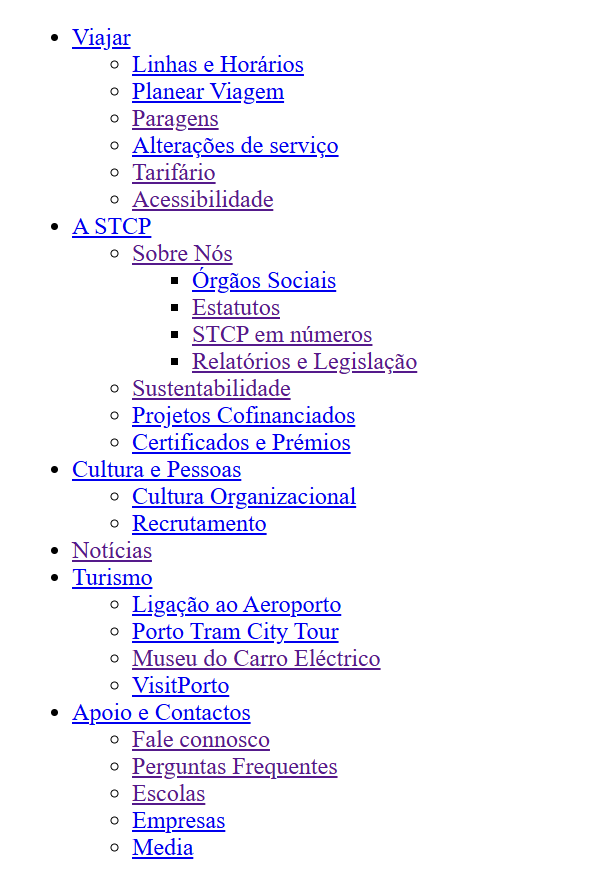 Viajar
Linhas e Horários
Planear Viagem
Paragens
Alterações de serviço
Tarifário
Acessibilidade
A STCP
Sobre Nós
Órgãos Sociais
Estatutos
STCP em números
Relatórios e Legislação
Sustentabilidade
Projetos Cofinanciados
Certificados e Prémios
Cultura e Pessoas
Cultura Organizacional
Recrutamento
Notícias
Turismo
Ligação ao Aeroporto
Porto Tram City Tour
Museu do Carro Eléctrico
VisitPorto
Apoio e Contactos
Fale connosco
Perguntas Frequentes
Escolas
Empresas
Media